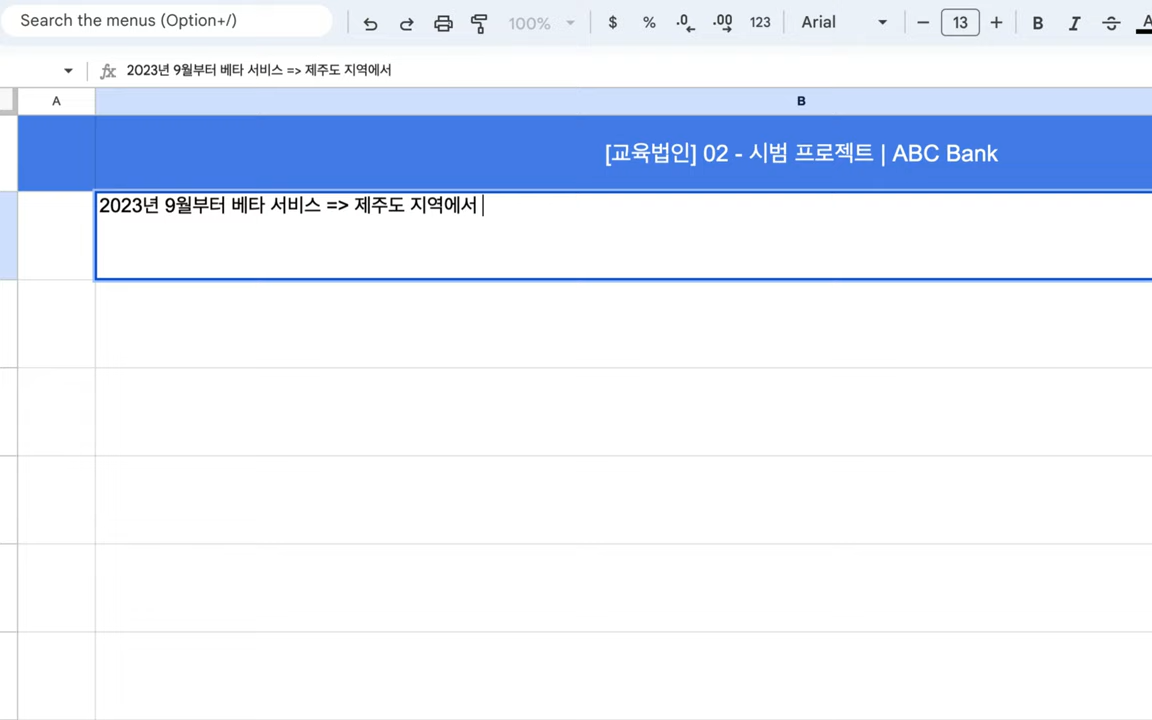 Search the menus (Option+/)
100%
$ % .0 .00 123
Arial
13
B I A
fx 2023년 9월부터 베타 서비스 => 제주도 지역에서
A B
[교육법인] 02 - 시범 프로젝트 | ABC Bank
2023년 9월부터 베타 서비스 => 제주도 지역에서